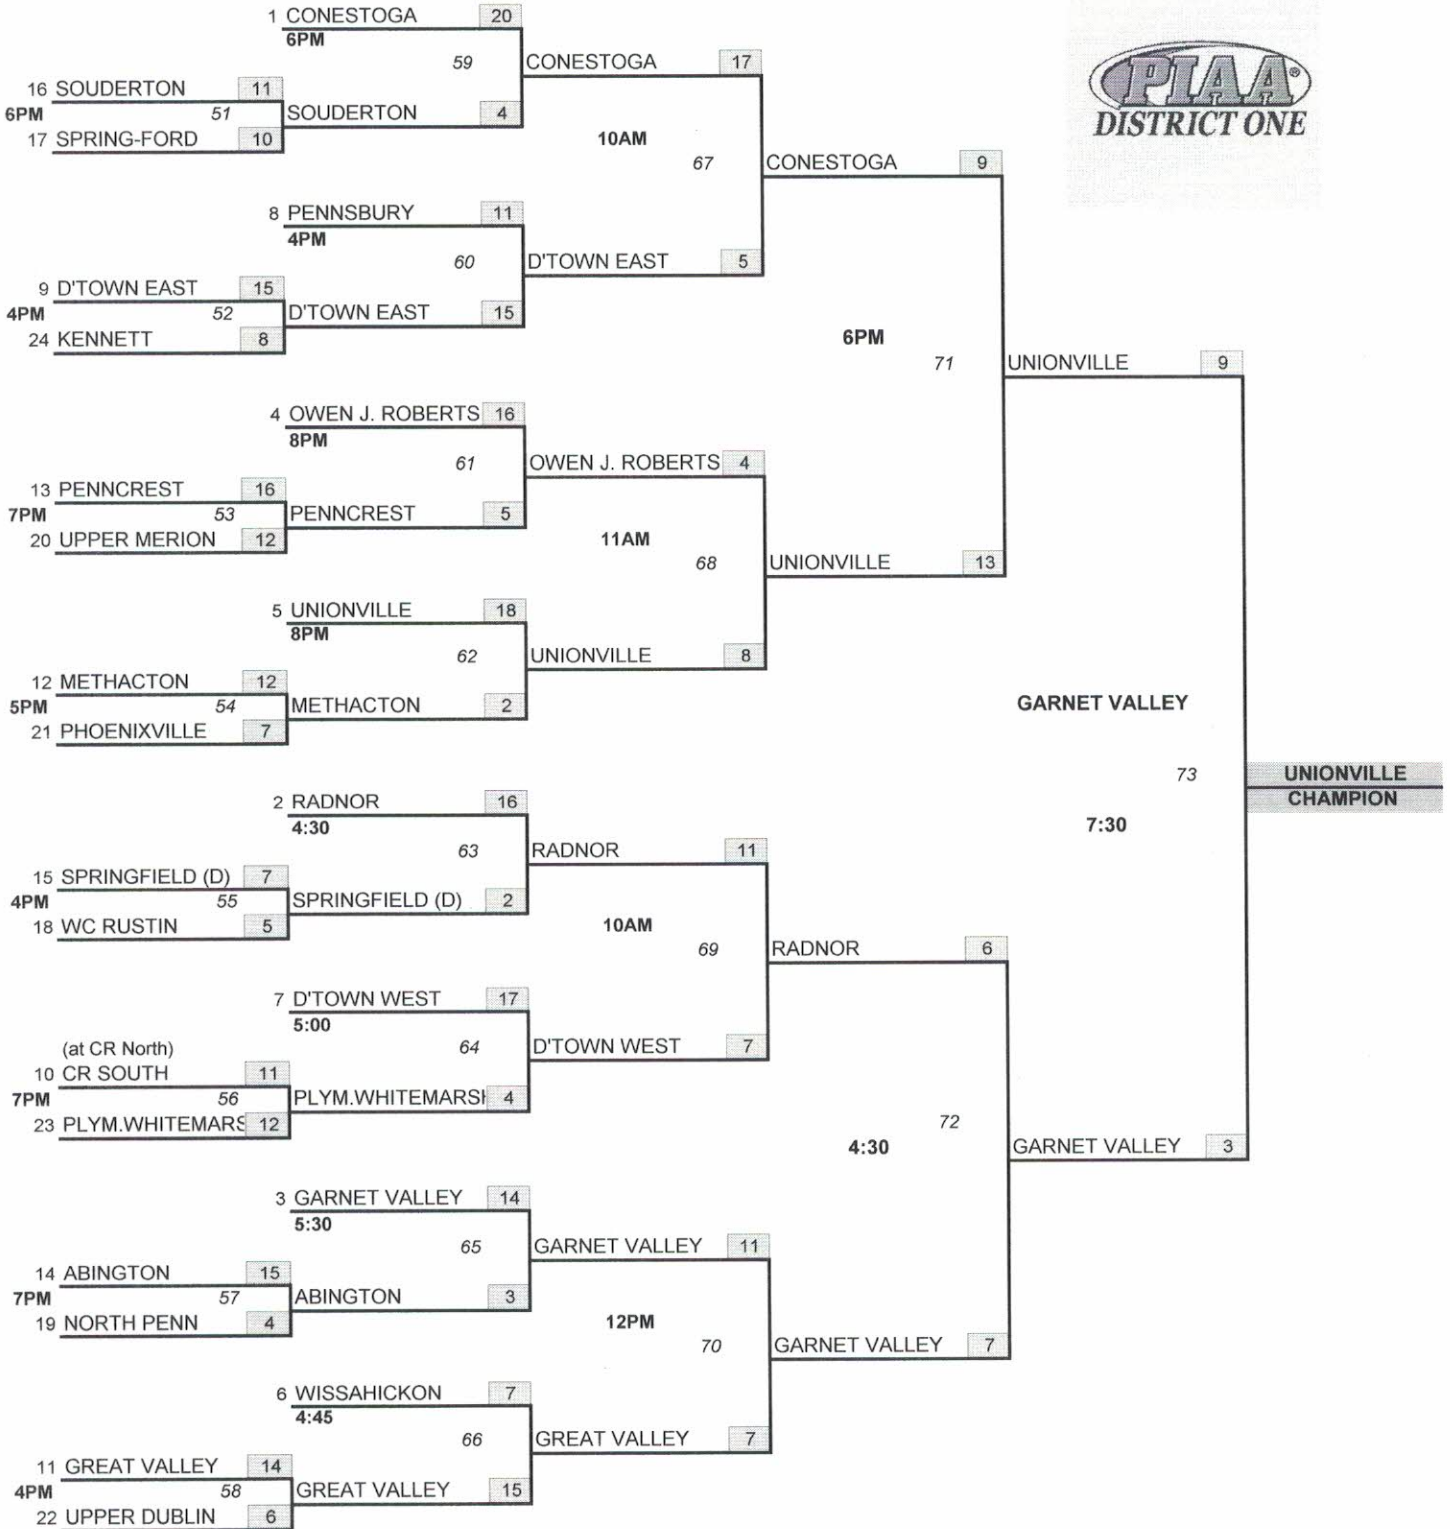 PIAA®
DISTRICT ONE
1 CONESTOGA 20
6PM
59
16 SOUDERTON 11
6PM 51
17 SPRING-FORD 10
SOUDERTON 4
CONESTOGA 17
10AM
67
8 PENNSBURY 11
4PM
60
9 D'TOWN EAST 15
4PM 52
24 KENNETT 8
D'TOWN EAST 15
D'TOWN EAST 5
CONESTOGA 9
6PM
71
4 OWEN J. ROBERTS 16
8PM
61
13 PENNCREST 16
7PM 53
20 UPPER MERION 12
PENNCREST 5
OWEN J. ROBERTS 4
11AM
68
5 UNIONVILLE 18
8PM
62
12 METHACTON 12
5PM 54
21 PHOENIXVILLE 7
METHACTON 2
UNIONVILLE 8
UNIONVILLE 13
UNIONVILLE 9
GARNET VALLEY
73
7:30
UNIONVILLE
CHAMPION
2 RADNOR 16
4:30
63
15 SPRINGFIELD (D) 7
4PM 55
18 WC RUSTIN 5
SPRINGFIELD (D) 2
RADNOR 11
10AM
69
7 D'TOWN WEST 17
5:00
64
(at CR North)
10 CR SOUTH 11
7PM 56
23 PLYM.WHITEMARS 12
PLYM.WHITEMARSH 4
D'TOWN WEST 7
RADNOR 6
72
4:30
GARNET VALLEY 3
3 GARNET VALLEY 14
5:30
65
14 ABINGTON 15
7PM 57
19 NORTH PENN 4
ABINGTON 3
GARNET VALLEY 11
12PM
70
GARNET VALLEY 7
6 WISSAHICKON 7
4:45
66
11 GREAT VALLEY 14
4PM 58
22 UPPER DUBLIN 6
GREAT VALLEY 15
GREAT VALLEY 7